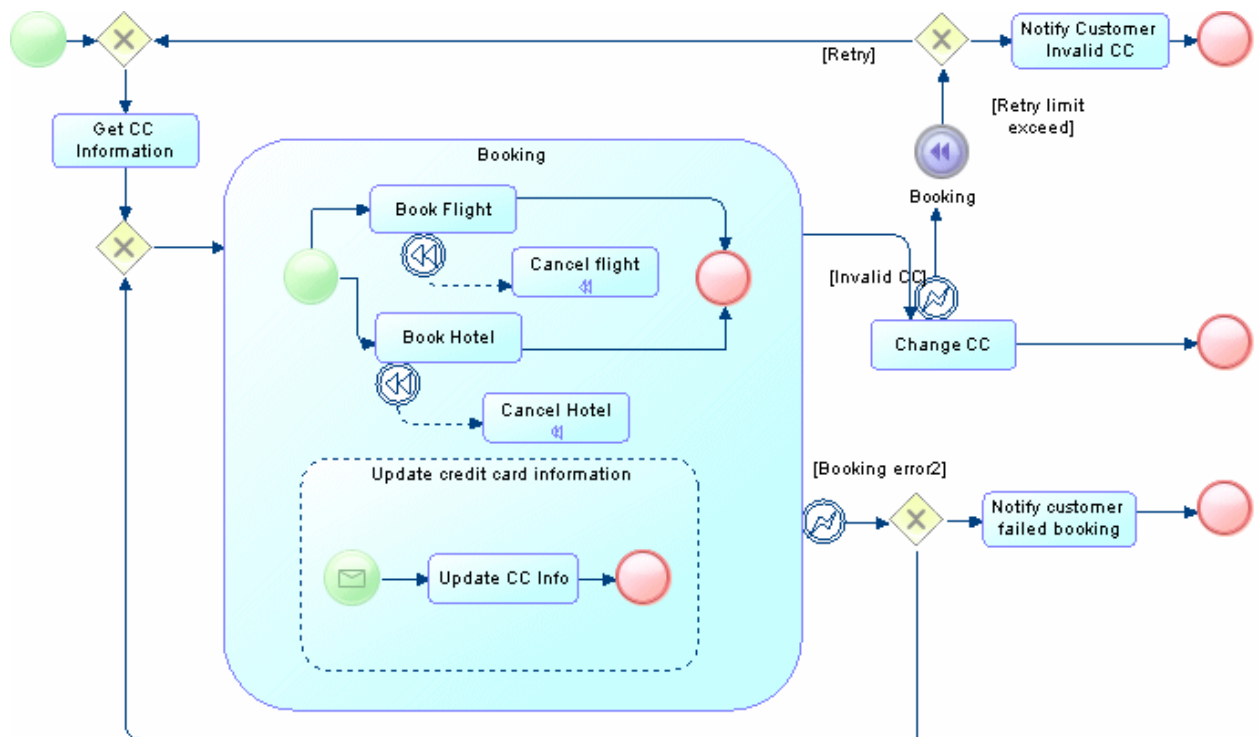 [Retry]
Notify Customer
Invalid CC
[Retry limit
exceed]
Get CC
Information
Booking
Booking
Book Flight
Cancel flight
[Invalid CC]
Book Hotel
Change CC
Cancel Hotel
Update credit card information
[Booking error2]
Notify customer
failed booking
Update CC Info